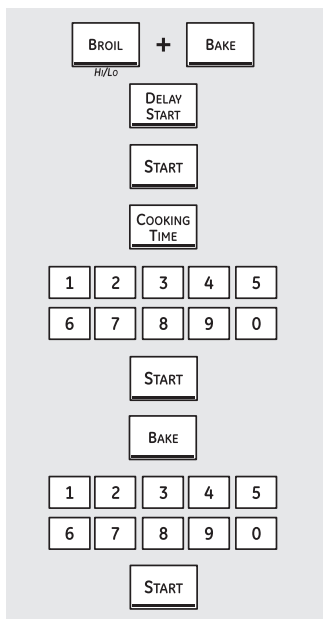 BROIL + BAKE
HI/LO
DELAY
START
START
COOKING
TIME
1 2 3 4 5
6 7 8 9 0
START
BAKE
1 2 3 4 5
6 7 8 9 0
START